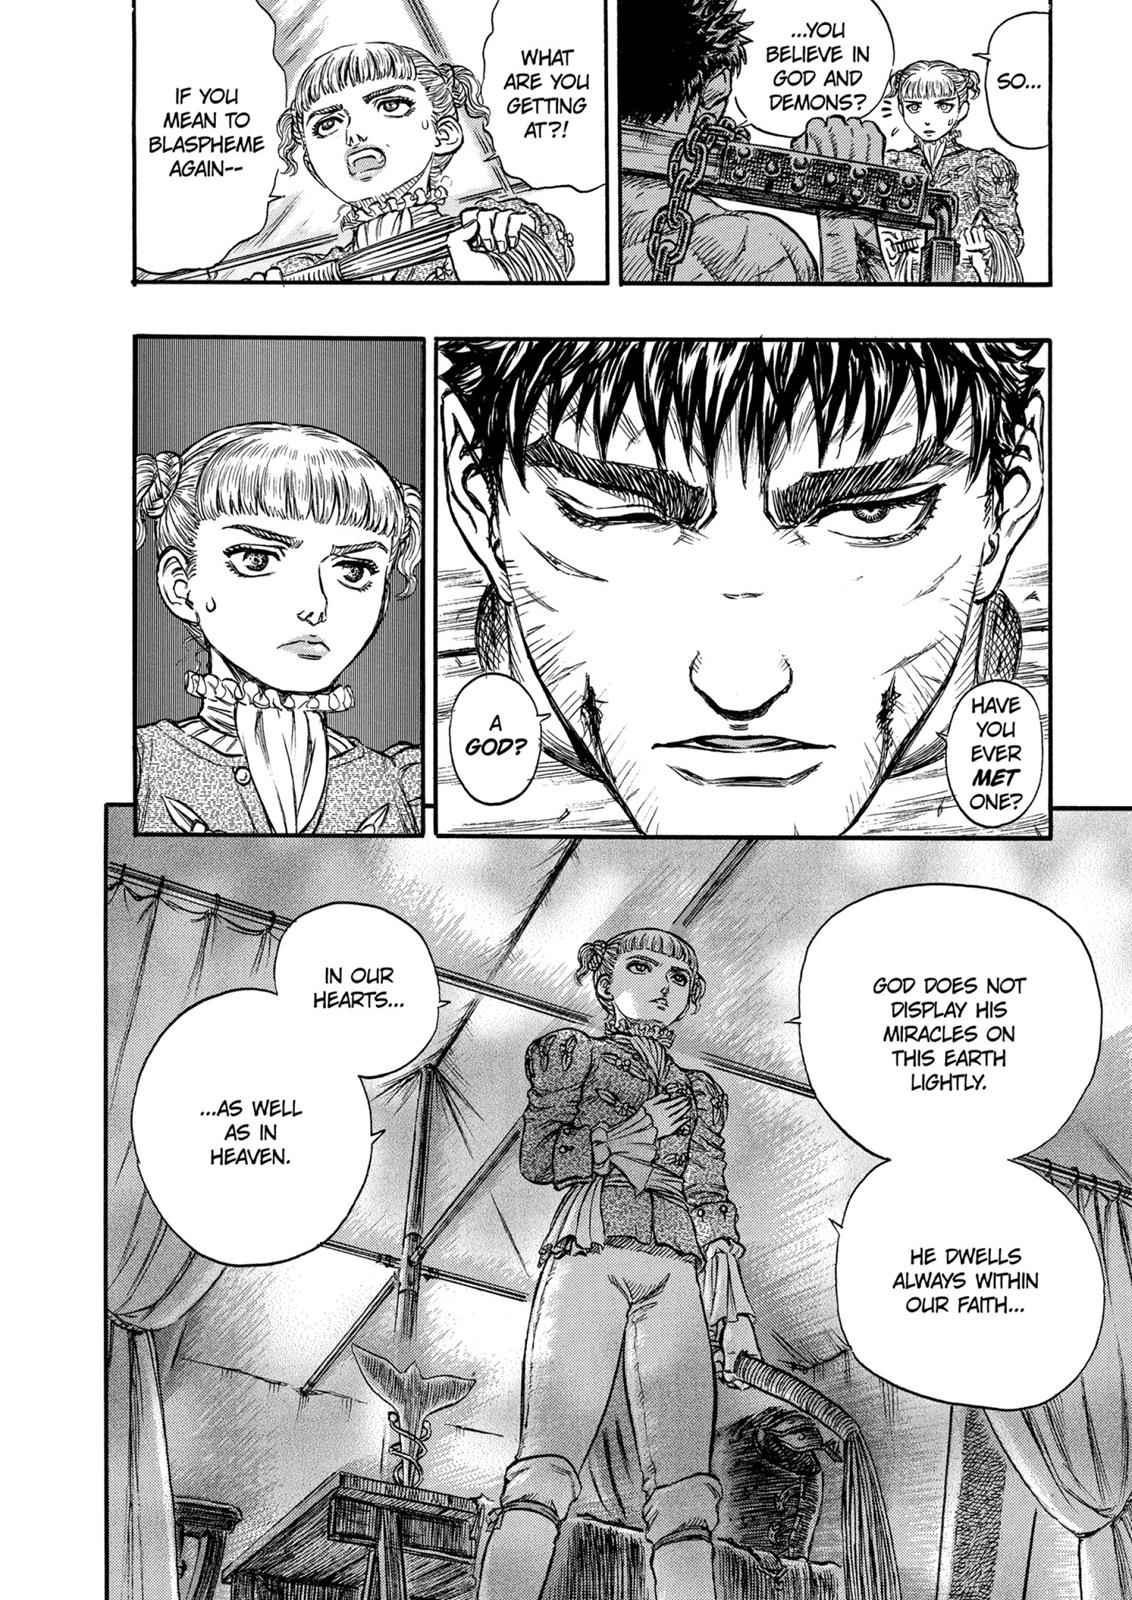 SO...
...YOU
BELIEVE IN
GOD AND
DEMONS?
WHAT
ARE YOU
GETTING
AT?!
IF YOU
MEAN TO
BLASPHEME
AGAIN--
HAVE
YOU
EVER
MET
ONE?
A
GOD?
GOD DOES NOT
DISPLAY HIS
MIRACLES ON
THIS EARTH
LIGHTLY.
HE DWELLS
ALWAYS WITHIN
OUR FAITH...
IN OUR
HEARTS...
...AS WELL
AS IN
HEAVEN.